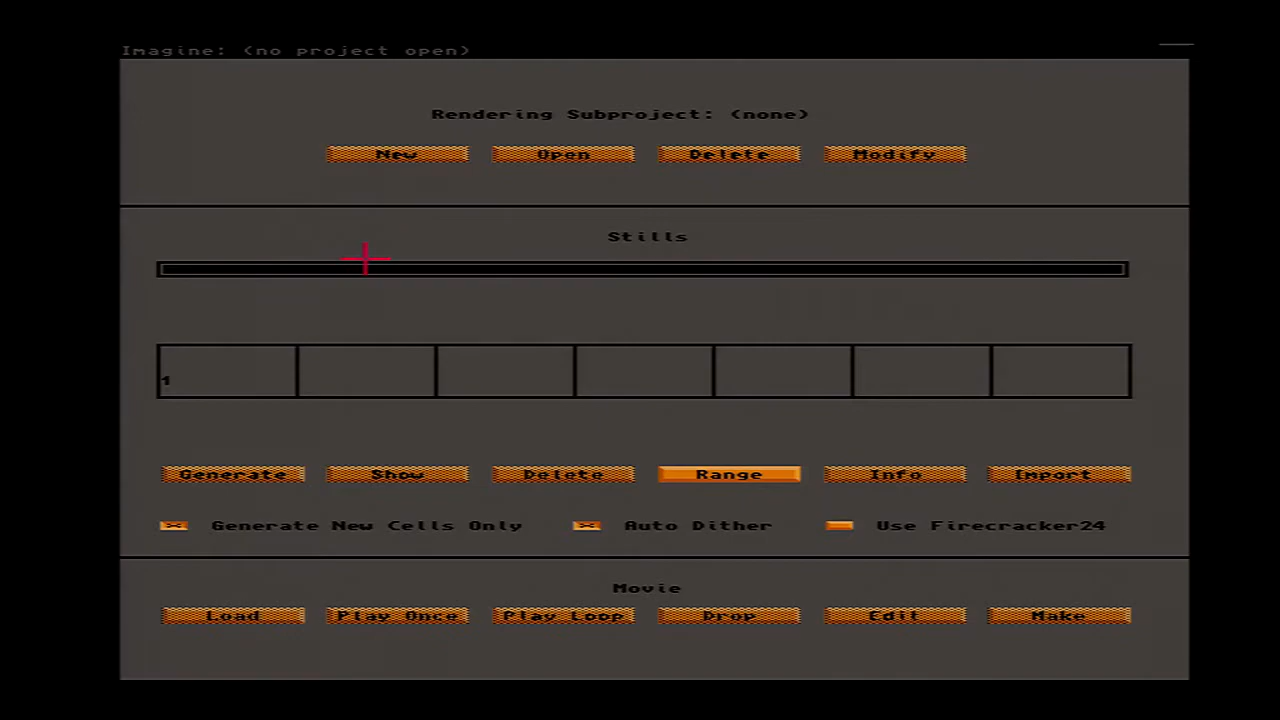 Imagine: (no project open)
Rendering Subproject: (none)
New Open Delete Modify
Stills
1
Generate Show Delete Range Info Import
Generate New Cells Only Auto Dither Use Firecracker24
Movie
Load Play Once Play Loop Drop Edit Make